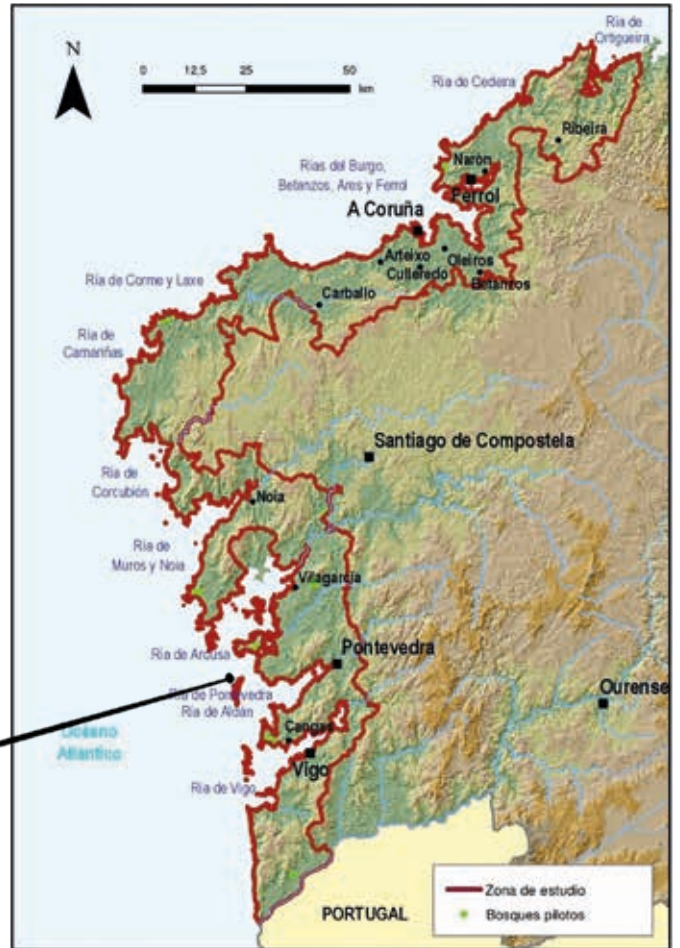 Ría de
Ortigueira
N
0 12,5 25 50
km
Ría de Cedeira
Ribeira
Narón
Rías del Burgo,
Betanzos, Ares y Ferrol
Ferrol
A Coruña
Arteixo
Oleiros
Culleredo
Betanzos
Ría de Corme y Laxe
Carballo
Ría de
Camariñas
Santiago de Compostela
Ría de
Corcubión
Noia
Ría de
Muros y Noia
Vilagarcía
Ría de Arousa
Pontevedra
Ría de Pontevedra
Ría de Aldán
Ourense
Océano
Atlántico
Cangas
Vigo
Ría de Vigo
Zona de estudio
Bosques pilotos
PORTUGAL